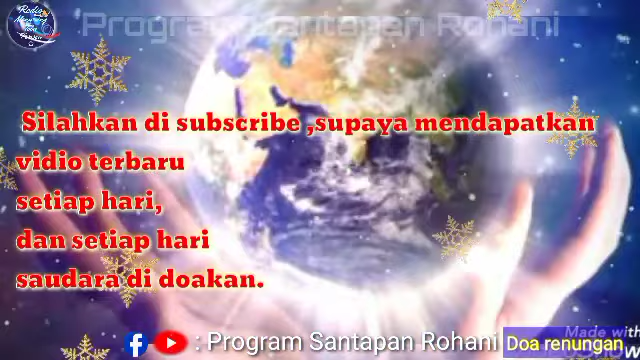 Program Santapan Rohani
Silahkan di subscribe ,supaya mendapatkan
vidio terbaru
setiap hari,
dan setiap hari
saudara di doakan.
: Program Santapan Rohani
Doa renungan
Made with